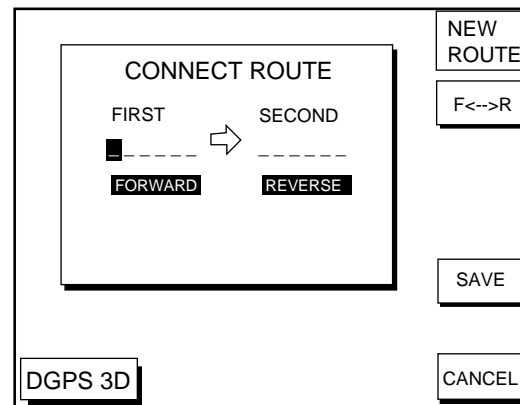 CONNECT ROUTE
FIRST SECOND
_ _ _ _ _ _ _ _ _ _ _ _
FORWARD REVERSE
NEW
ROUTE
F<-->R
SAVE
CANCEL
DGPS 3D